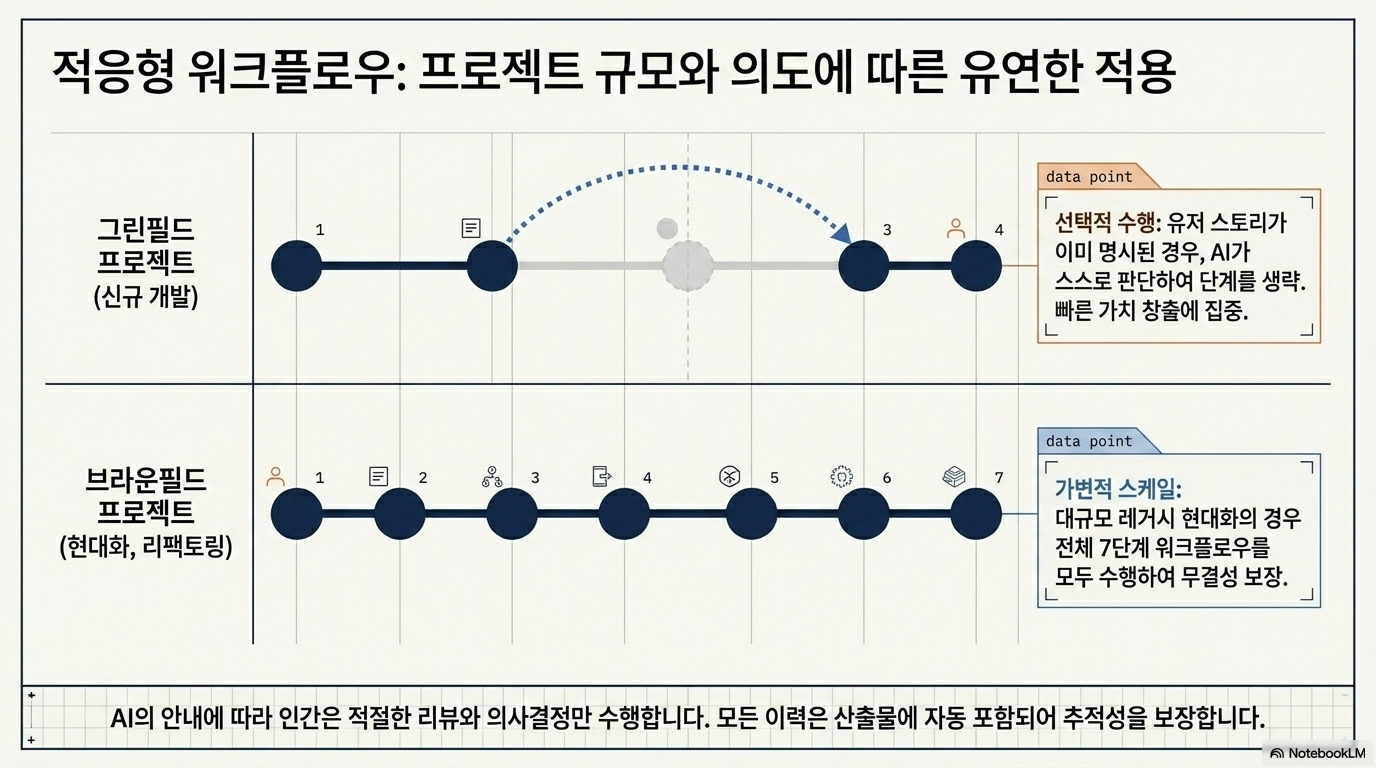 적응형 워크플로우: 프로젝트 규모와 의도에 따른 유연한 적용
그린필드
프로젝트
(신규 개발)
1
3
4
data point
선택적 수행: 유저 스토리가
이미 명시된 경우, AI가
스스로 판단하여 단계를 생략.
빠른 가치 창출에 집중.
브라운필드
프로젝트
(현대화, 리팩토링)
1
2
3
4
5
6
7
data point
가변적 스케일:
대규모 레거시 현대화의 경우
전체 7단계 워크플로우를
모두 수행하여 무결성 보장.
AI의 안내에 따라 인간은 적절한 리뷰와 의사결정만 수행합니다. 모든 이력은 산출물에 자동 포함되어 추적성을 보장합니다.
NotebookLM